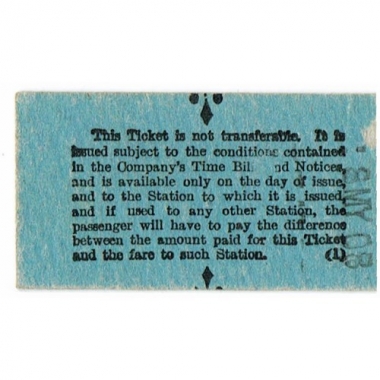 This Ticket is not transferable. It is
issued subject to the conditions contained
in the Company's Time Bil nd Notices
and is available only on the day of issue,
and to the Station to which it is issued
and if used to any other Station, the
passenger will have to pay the difference
between the amount paid for this Ticket
and the fare to such Station. (1)